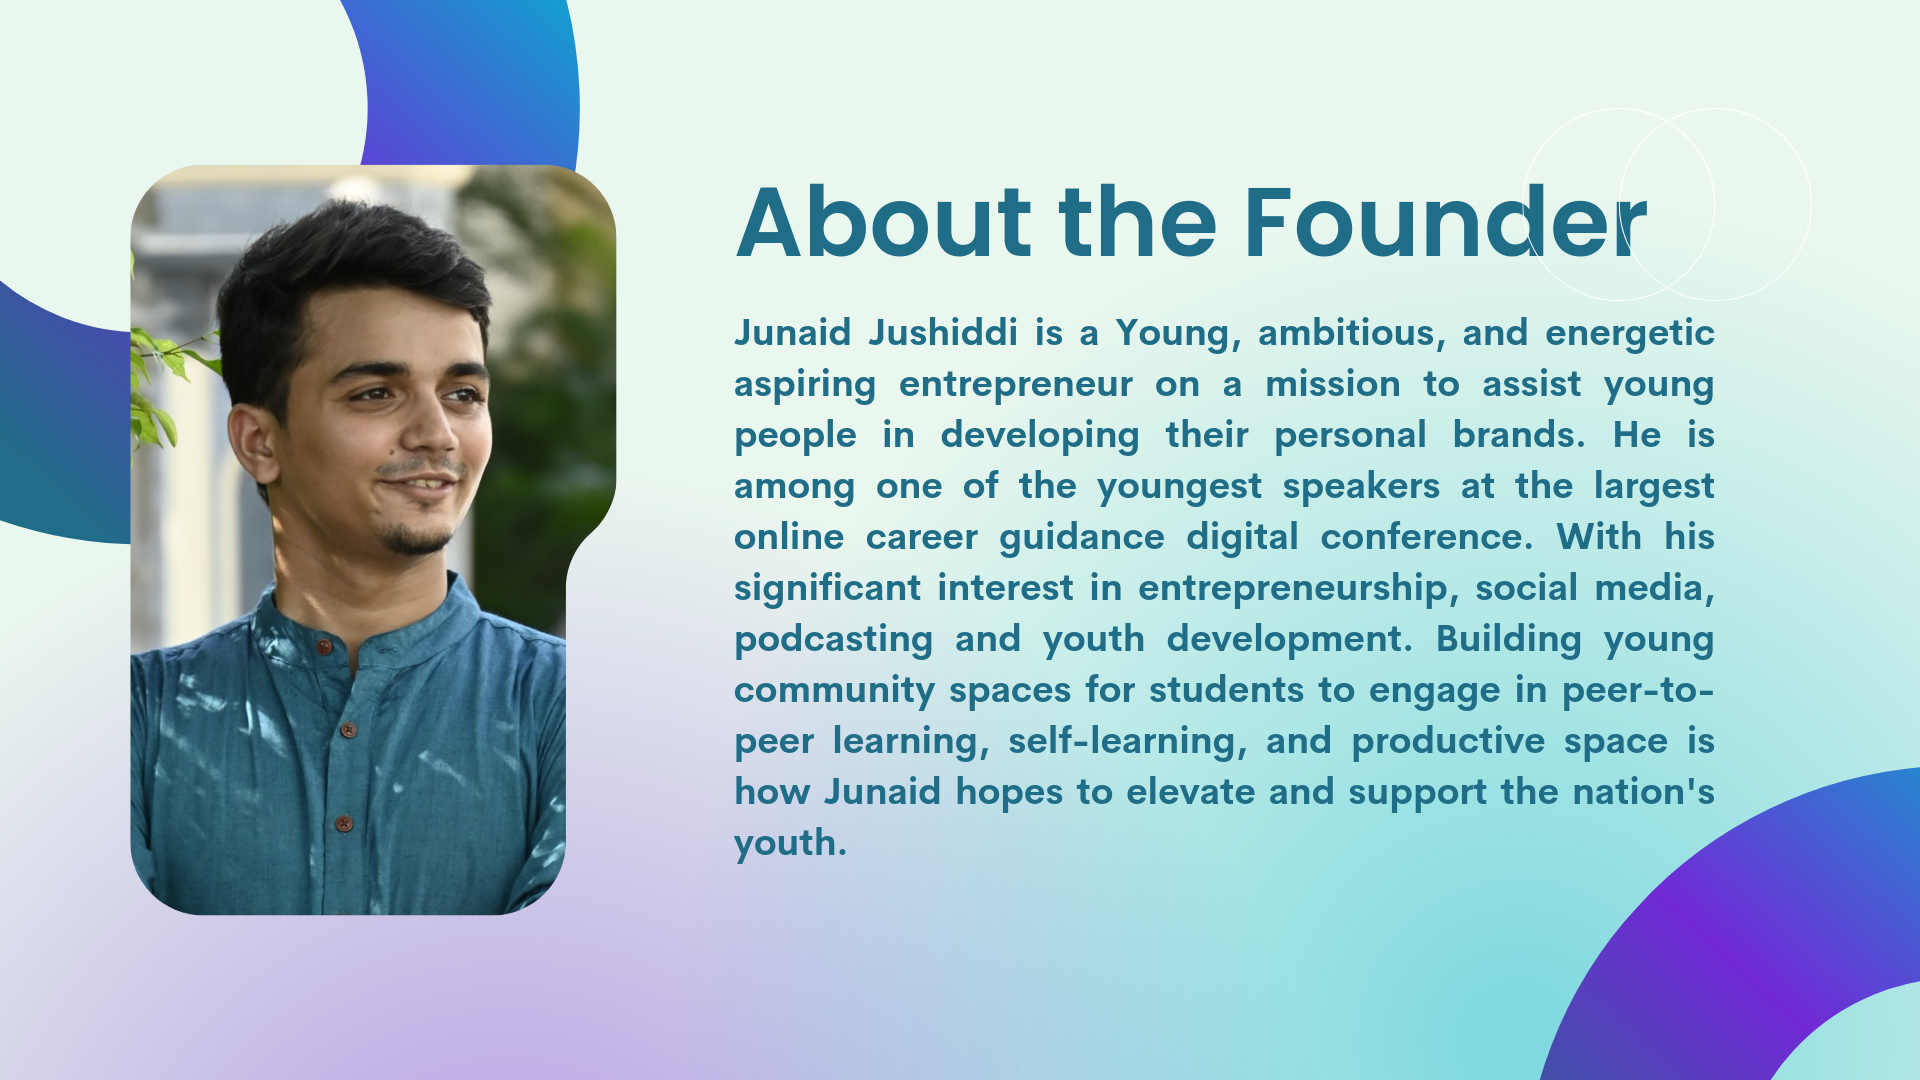 About the Founder
Junaid Jushiddi is a Young, ambitious, and energetic
aspiring entrepreneur on a mission to assist young
people in developing their personal brands. He is
among one of the youngest speakers at the largest
online career guidance digital conference. With his
significant interest in entrepreneurship, social media,
podcasting and youth development. Building young
community spaces for students to engage in peer-to-
peer learning, self-learning, and productive space is
how Junaid hopes to elevate and support the nation's
youth.